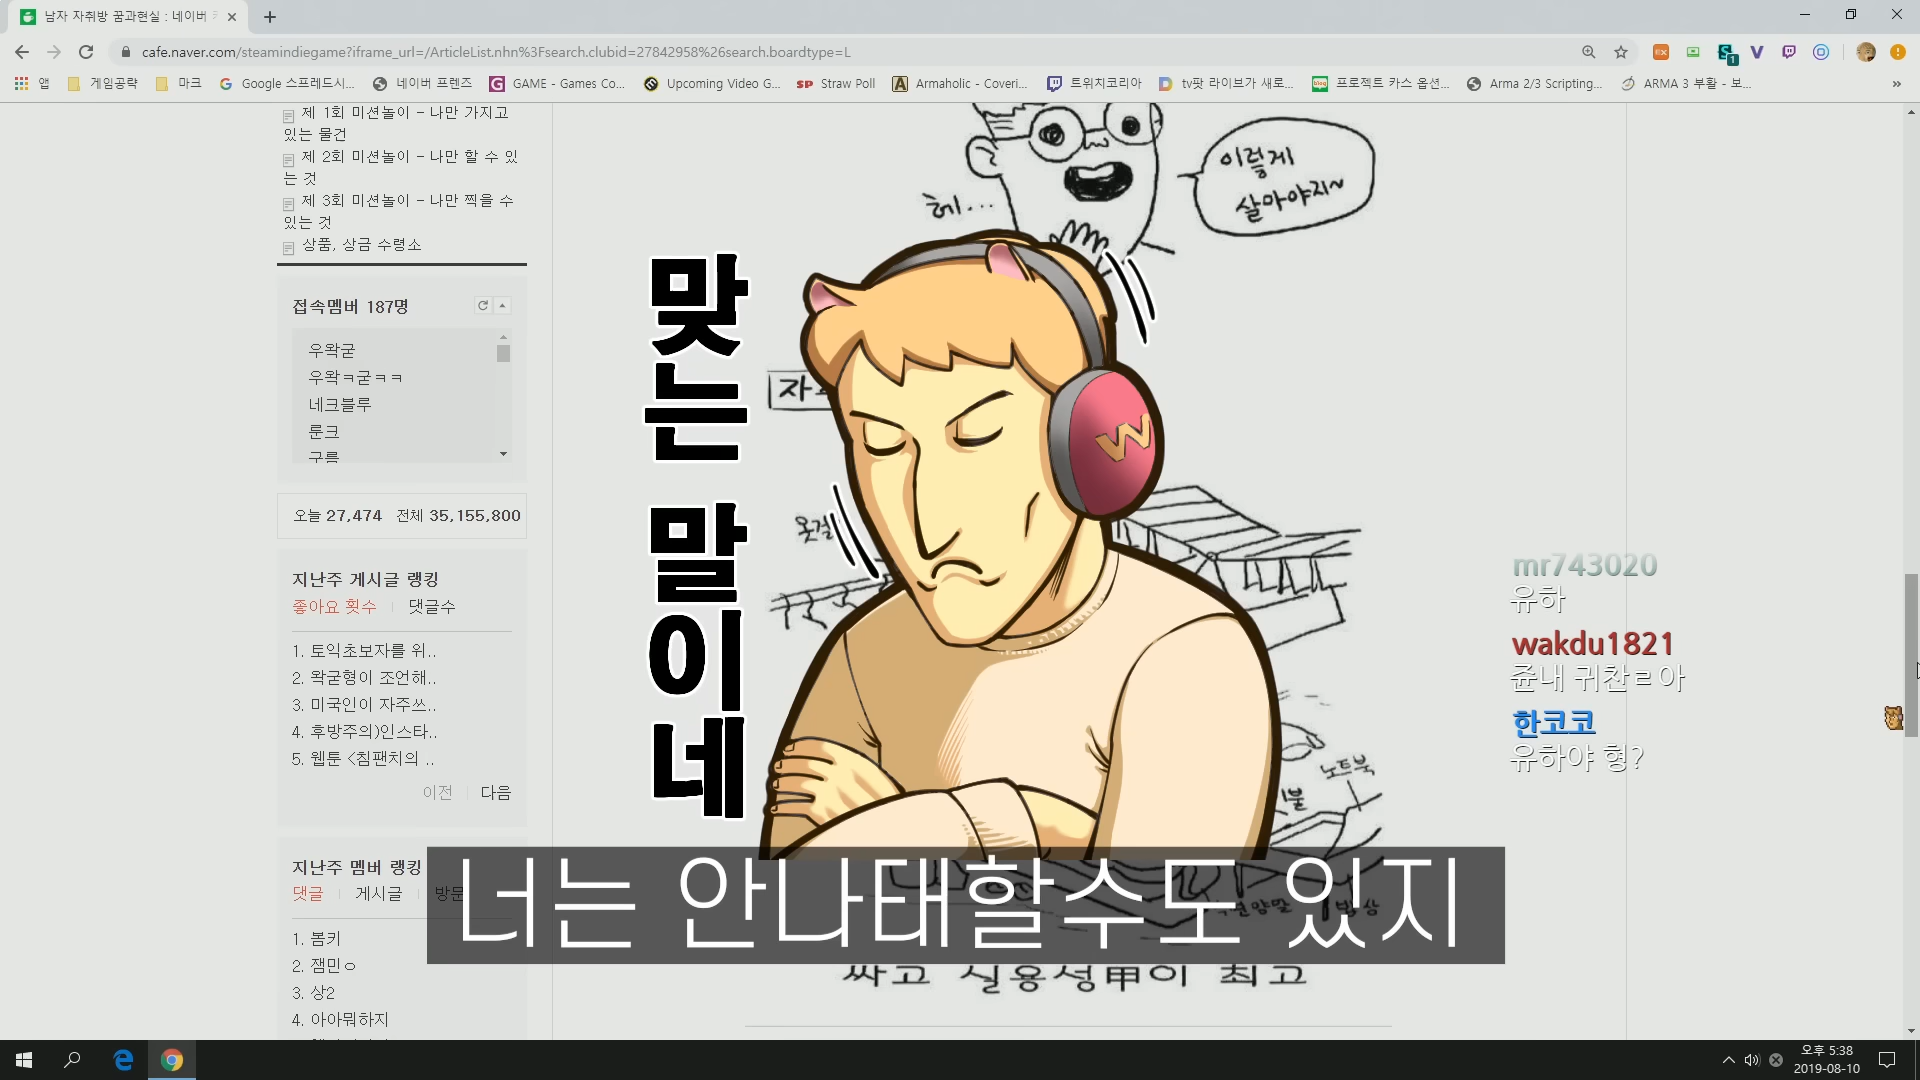 남자 자취방 꿈과현실 : 네이버
cafe.naver.com/steamindiegame?iframe_url=/ArticleList.nhn%3Fsearch.clubid=27842958%26search.boardtype=L
앱 게임공략 마크 Google 스프레드시... 네이버 프렌즈 GAME - Games Co... Upcoming Video G... Straw Poll Armaholic - Coveri... 트위치코리아 tv팟 라이브가 새로... 프로젝트 카스 옵션... Arma 2/3 Scripting... ARMA 3 부활 - 보... »
제 1회 미션놀이 - 나만 가지고
있는 물건
제 2회 미션놀이 - 나만 할 수 있
는 것
제 3회 미션놀이 - 나만 찍을 수
있는 것
상품, 상금 수령소
접속멤버 187명
우왁굳
우왁ㅋ굳ㅋㅋ
네크블루
룬크
구름
오늘 27,474 전체 35,155,800
지난주 게시글 랭킹
좋아요 횟수 댓글수
1. 토익초보자를 위..
2. 왁굳형이 조언해..
3. 미국인이 자주쓰..
4. 후방주의)인스타..
5. 웹툰 <침팬치의 ..
이전 다음
지난주 멤버 랭킹
댓글 게시글 방문
1. 봄키
2. 잼민ㅇ
3. 상2
4. 아아뭐하지
헤...
이렇게
살아야지~
맞는 말이네
W
옷걸
노트북
mr743020
유하
wakdu1821
쥰내 귀찬ㄹ아
한코코
유하야 형?
너는 안나태할수도 있지
싸고 실용성甲이 최고
오후 5:38
2019-08-10